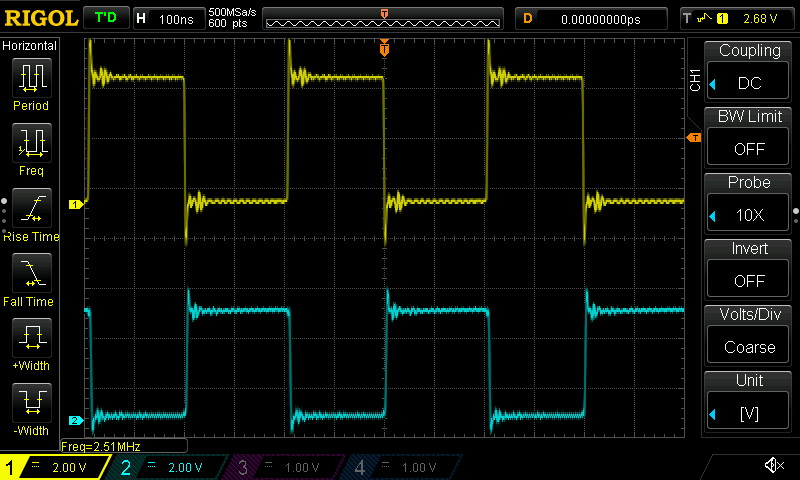 RIGOL T'D H 100ns 500MSa/s 600 pts T D 0.00000000ps T 1 2.68 V
Horizontal
Period
Freq
Rise Time
Fall Time
+Width
-Width
T
1
2
T
CH1
Coupling
DC
BW Limit
OFF
Probe
10X
Invert
OFF
Volts/Div
Coarse
Unit
[V]
Freq=2.51MHz
1 2.00 V 2 2.00 V 3 1.00 V 4 1.00 V